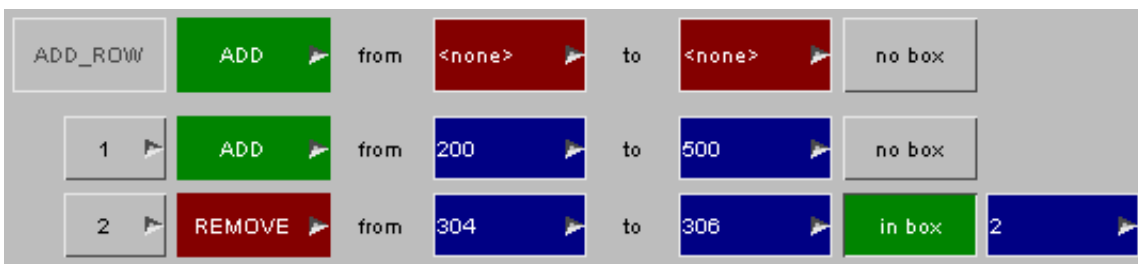 ADD_ROW ADD from <none> to <none> no box
1 ADD from 200 to 500 no box
2 REMOVE from 304 to 306 in box 2